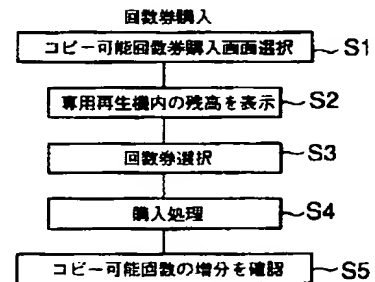 回数券購入
コピー可能回数券購入画面選択 S1
専用再生機内の残高を表示 S2
回数券選択 S3
購入処理 S4
コピー可能回数の増分を確認 S5